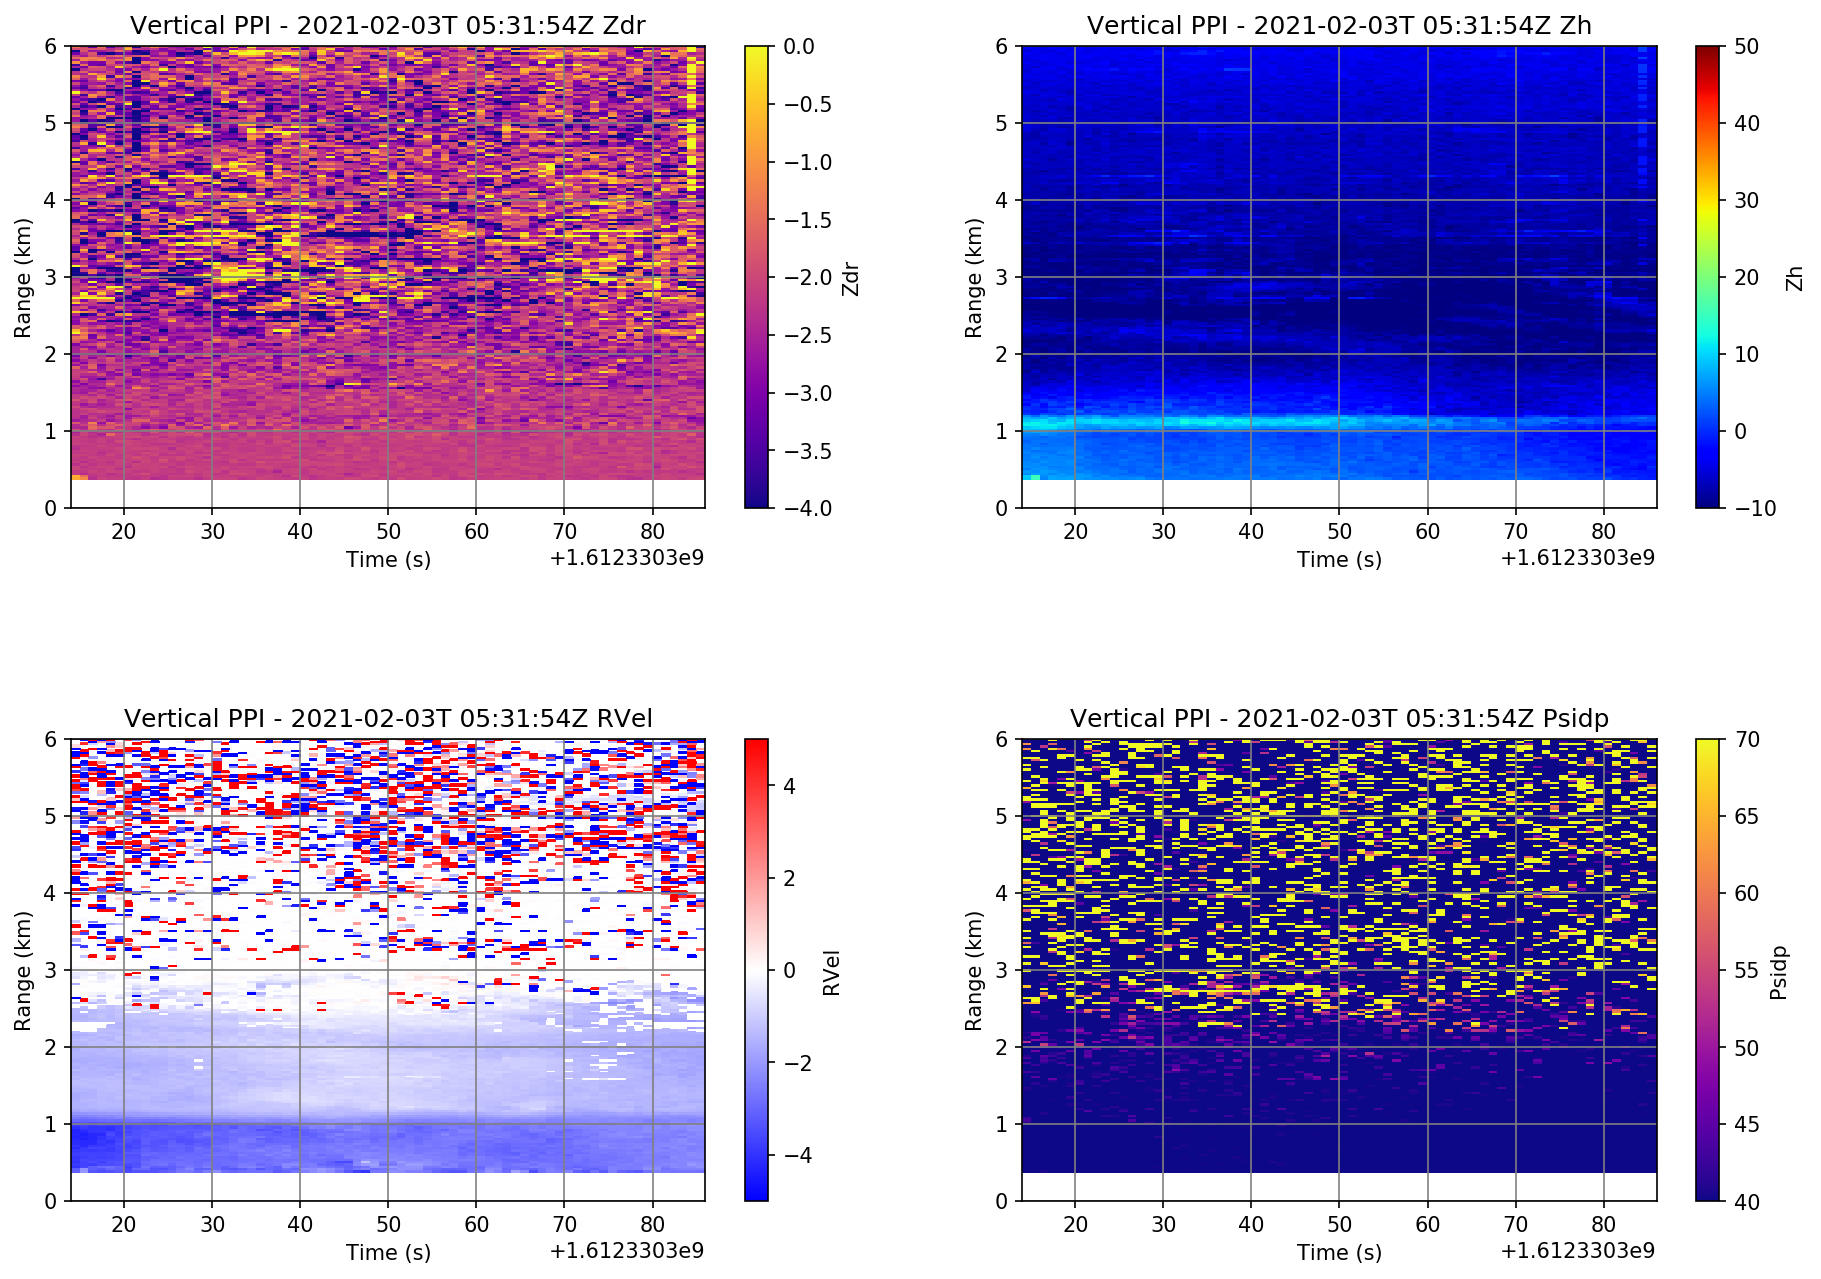 Vertical PPI - 2021-02-03T 05:31:54Z Zdr
6
5
4
3
2
1
0
Range (km)
20 30 40 50 60 70 80
Time (s)
+1.6123303e9
0.0
−0.5
−1.0
−1.5
−2.0
−2.5
−3.0
−3.5
−4.0
Zdr
Vertical PPI - 2021-02-03T 05:31:54Z Zh
6
5
4
3
2
1
0
Range (km)
20 30 40 50 60 70 80
Time (s)
+1.6123303e9
50
40
30
20
10
0
−10
Zh
Vertical PPI - 2021-02-03T 05:31:54Z RVel
6
5
4
3
2
1
0
Range (km)
20 30 40 50 60 70 80
Time (s)
+1.6123303e9
4
2
0
−2
−4
RVel
Vertical PPI - 2021-02-03T 05:31:54Z Psidp
6
5
4
3
2
1
0
Range (km)
20 30 40 50 60 70 80
Time (s)
+1.6123303e9
70
65
60
55
50
45
40
Psidp